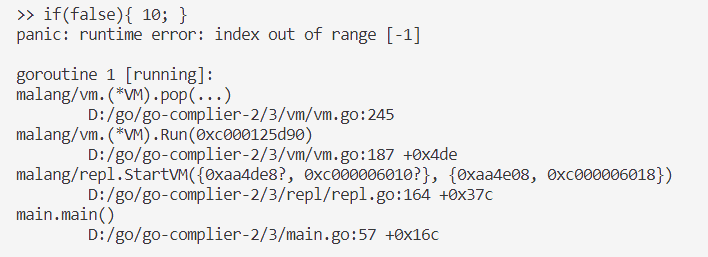 >> if(false){ 10; }
panic: runtime error: index out of range [-1]
goroutine 1 [running]:
malang/vm.(*VM).pop(...)
        D:/go/go-complier-2/3/vm/vm.go:245
malang/vm.(*VM).Run(0xc000125d90)
        D:/go/go-complier-2/3/vm/vm.go:187 +0x4de
malang/repl.StartVM({0xaa4de8?, 0xc000006010?}, {0xaa4e08, 0xc000006018})
        D:/go/go-complier-2/3/repl/repl.go:164 +0x37c
main.main()
        D:/go/go-complier-2/3/main.go:57 +0x16c